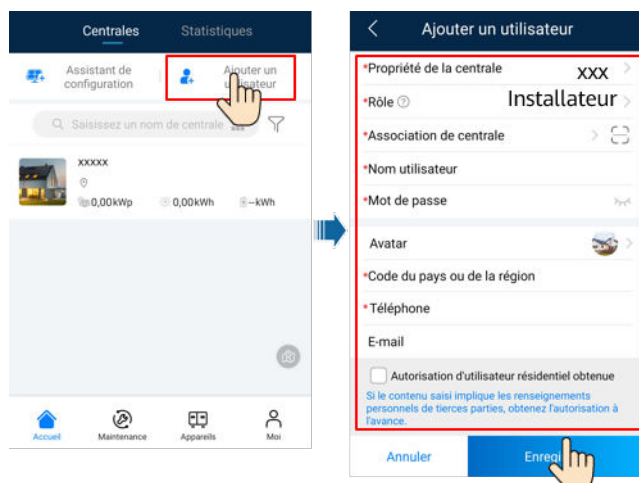 Centrales
Statistiques
Assistant de
configuration
Ajouter un
utilisateur
Saisissez un nom de centrale
xxxxx
0,00kWp
0,00kWh
--kWh
Accueil
Maintenance
Appareils
Moi
Ajouter un utilisateur
*Propriété de la centrale
xxx
*Rôle
Installateur
*Association de centrale
*Nom utilisateur
*Mot de passe
Avatar
*Code du pays ou de la région
*Téléphone
E-mail
Autorisation d'utilisateur résidentiel obtenue
Si le contenu saisi implique les renseignements
personnels de tierces parties, obtenez l'autorisation à
l'avance.
Annuler